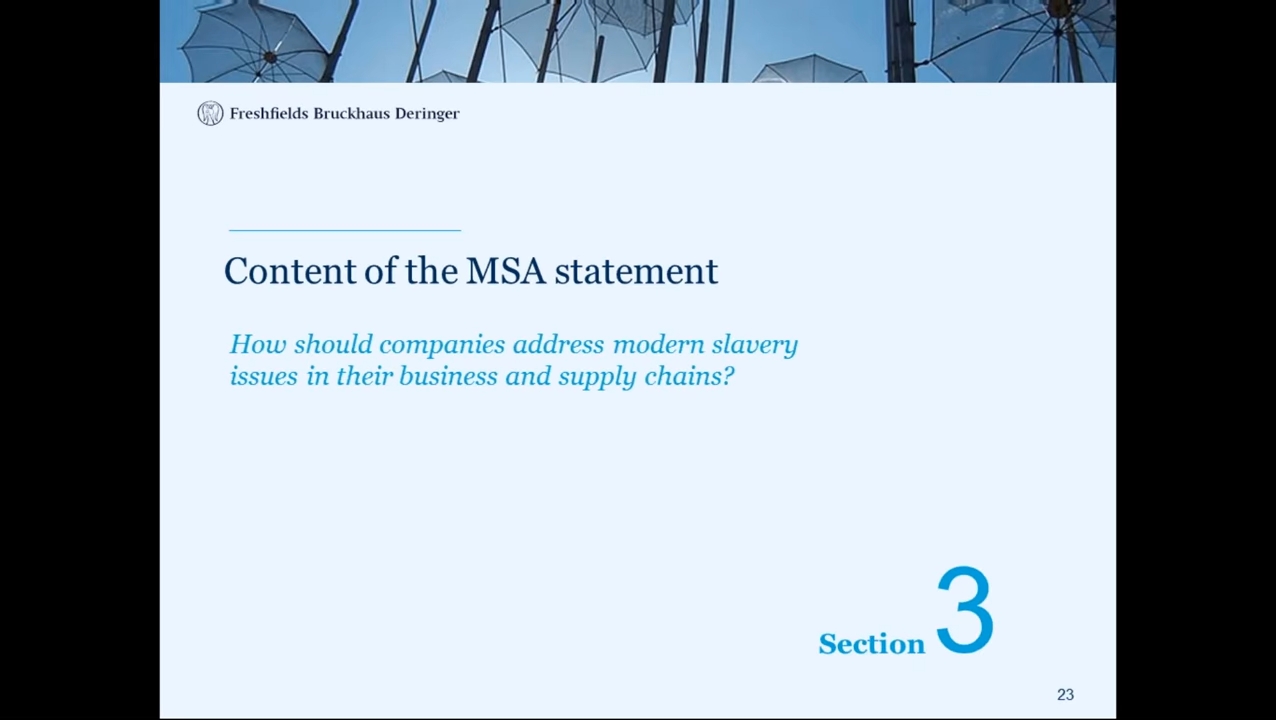 Freshfields Bruckhaus Deringer
Content of the MSA statement
How should companies address modern slavery
issues in their business and supply chains?
Section 3
23